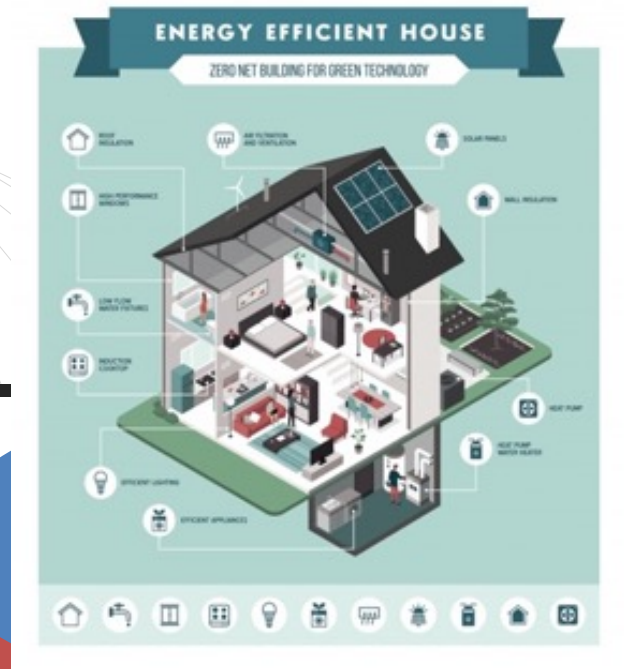 ENERGY EFFICIENT HOUSE
ZERO NET BUILDING FOR GREEN TECHNOLOGY
ROOF
INSULATION
AIR FILTRATION
AND VENTILATION
SOLAR PANELS
HIGH PERFORMANCE
WINDOWS
WALL INSULATION
LOW FLOW
WATER FIXTURES
INDUCTION
COOKTOP
HEAT PUMP
HEAT PUMP
WATER HEATER
EFFICIENT LIGHTING
EFFICIENT APPLIANCES